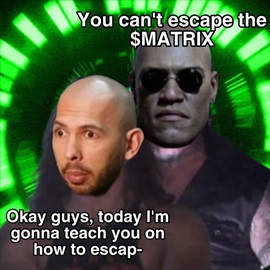 You can't escape the
$MATRIX
Okay guys, today I'm
gonna teach you on
how to escap-